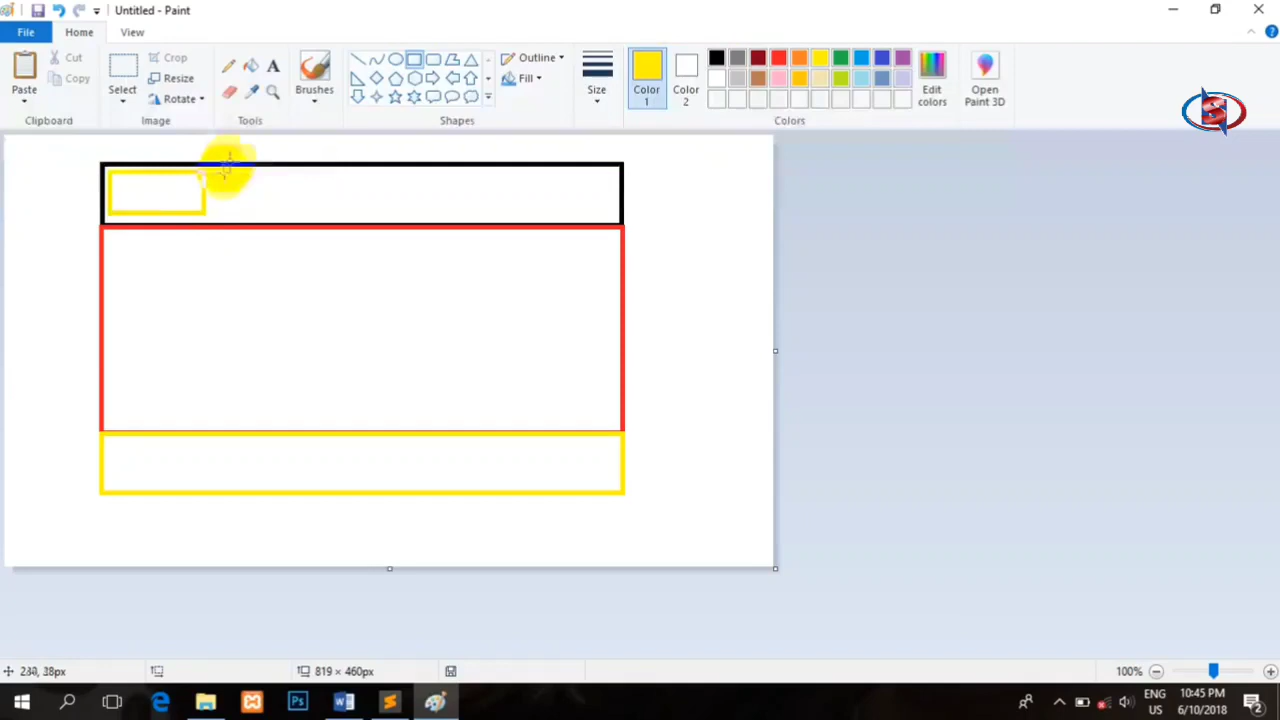 Untitled - Paint
File Home View
Paste
Cut
Copy
Clipboard
Select
Crop
Resize
Rotate
Image
A
Tools
Brushes
Shapes
Outline
Fill
Size
Color 1
Color 2
Colors
Edit colors
Open Paint 3D
S
230, 38px
819 × 460px
100%
Ps
ENG
US
10:45 PM
6/10/2018
2